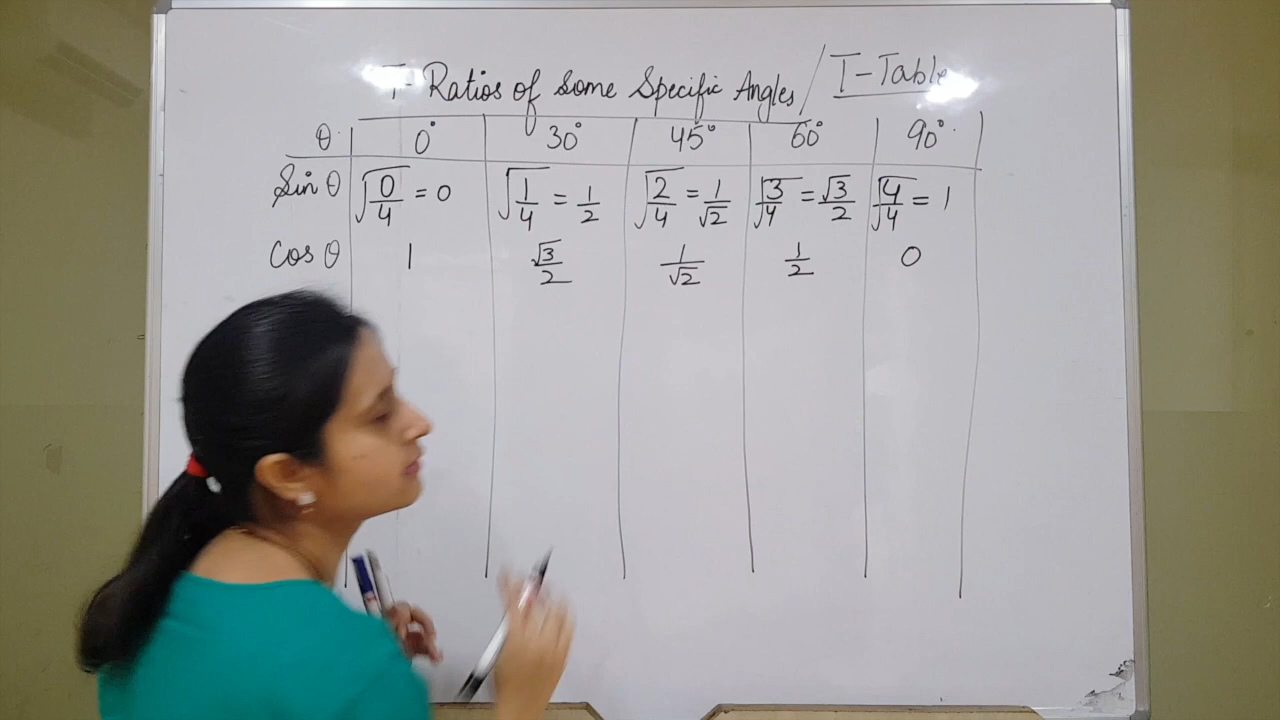 T-Ratios of Some Specific Angles / T-Table
θ 0° 30° 45° 60° 90°
Sin θ √(0/4) = 0 √(1/4) = 1/2 √(2/4) = 1/√2 √(3/4) = √3/2 √(4/4) = 1
Cos θ 1 √3/2 1/√2 1/2 0